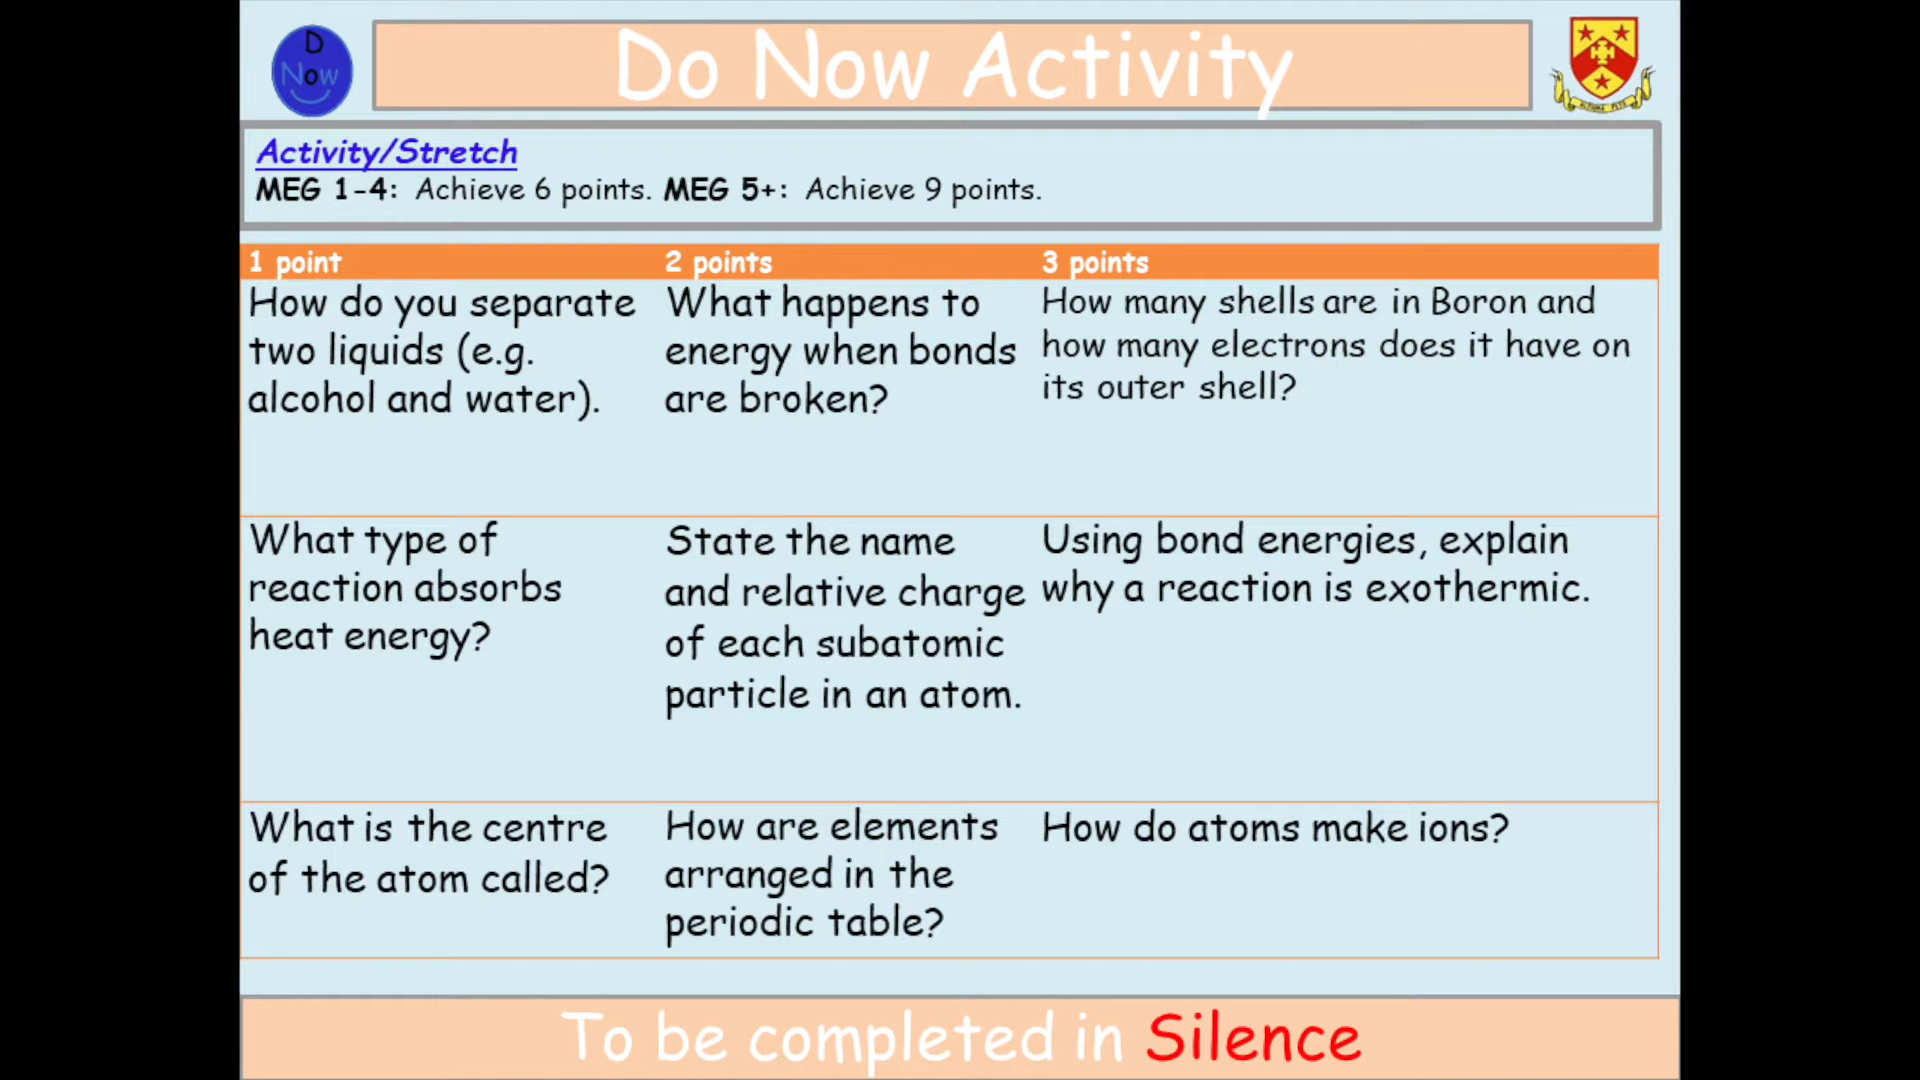 D
Now
Do Now Activity
Activity/Stretch
MEG 1-4: Achieve 6 points. MEG 5+: Achieve 9 points.
1 point
2 points
3 points
How do you separate
two liquids (e.g.
alcohol and water).
What happens to
energy when bonds
are broken?
How many shells are in Boron and
how many electrons does it have on
its outer shell?
What type of
reaction absorbs
heat energy?
State the name
and relative charge
of each subatomic
particle in an atom.
Using bond energies, explain
why a reaction is exothermic.
What is the centre
of the atom called?
How are elements
arranged in the
periodic table?
How do atoms make ions?
To be completed in Silence